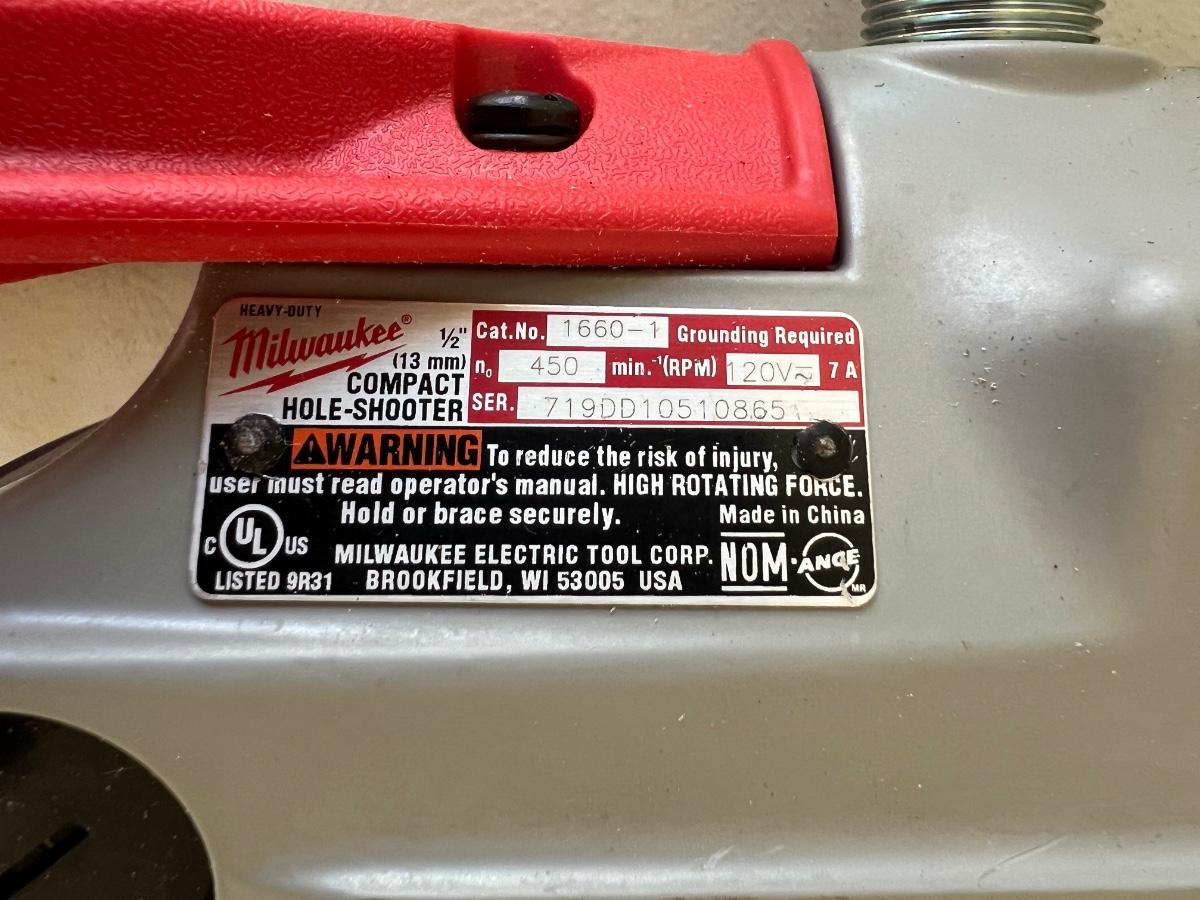 HEAVY-DUTY
Milwaukee®
1/2"
(13 mm)
COMPACT
HOLE-SHOOTER
Cat.No. 1660-1 Grounding Required
n₀ 450 min.⁻¹(RPM) 120V⎓ 7 A
SER. 719DD10510865
⚠WARNING To reduce the risk of injury,
user must read operator's manual. HIGH ROTATING FORCE.
Hold or brace securely. Made in China
C UL US MILWAUKEE ELECTRIC TOOL CORP. NOM-ANCE MR
LISTED 9R31 BROOKFIELD, WI 53005 USA